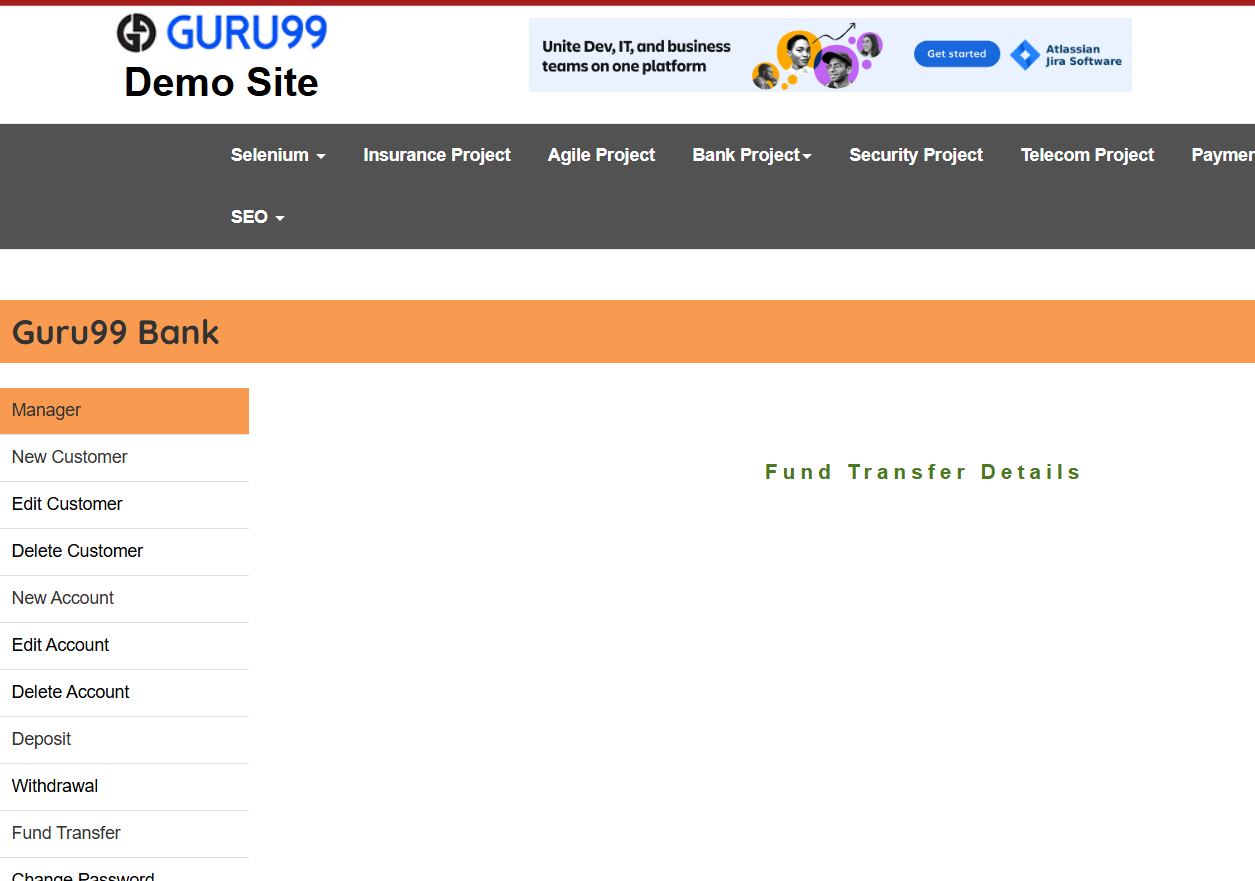 GURU99
Demo Site
Unite Dev, IT, and business
teams on one platform
Get started
Atlassian
Jira Software
Selenium
Insurance Project
Agile Project
Bank Project
Security Project
Telecom Project
SEO
Guru99 Bank
Manager
New Customer
Edit Customer
Delete Customer
New Account
Edit Account
Delete Account
Deposit
Withdrawal
Fund Transfer
Change Password
Fund Transfer Details